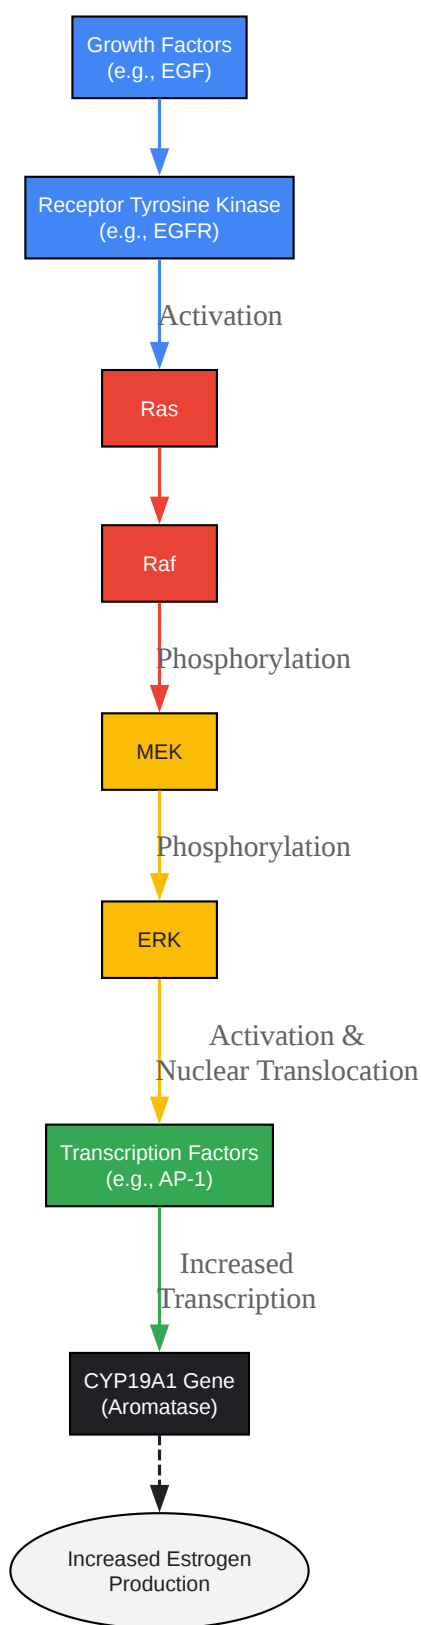 Growth Factors
(e.g., EGF)
Receptor Tyrosine Kinase
(e.g., EGFR)
Activation
Ras
Raf
Phosphorylation
MEK
Phosphorylation
ERK
Activation &
Nuclear Translocation
Transcription Factors
(e.g., AP-1)
Increased
Transcription
CYP19A1 Gene
(Aromatase)
Increased Estrogen
Production